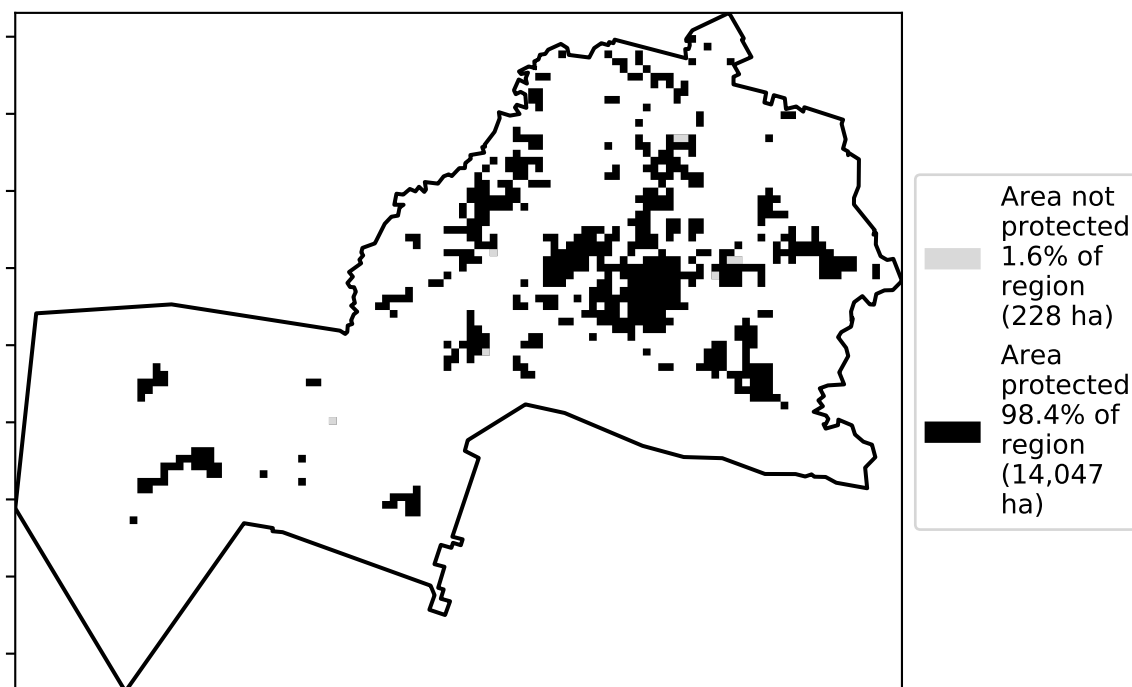 Area not
protected
1.6% of
region
(228 ha)
Area
protected
98.4% of
region
(14,047
ha)